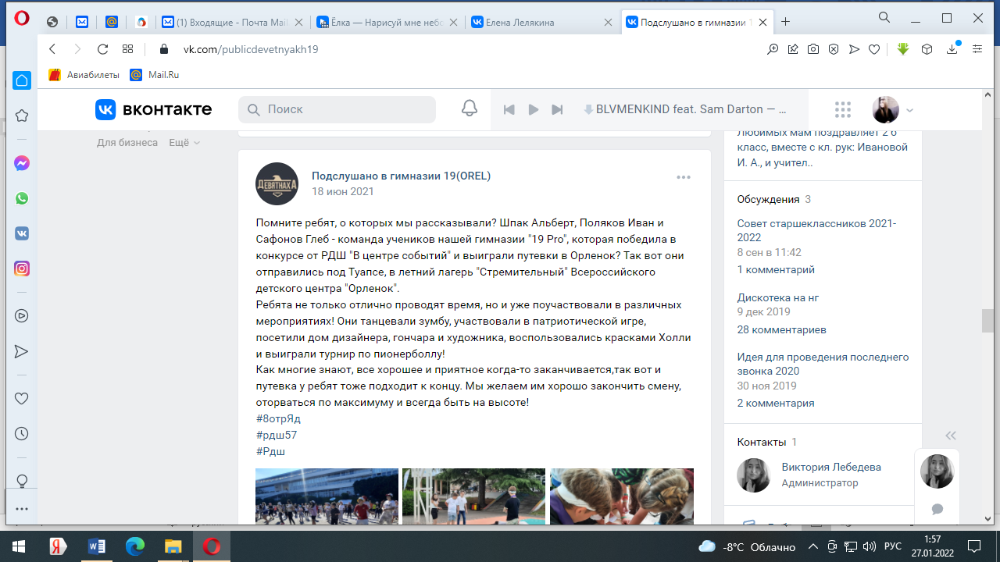 (1) Входящие - Почта Mail
Ёлка — Нарисуй мне небо
Елена Лелякина
Подслушано в гимназии 1
vk.com/publicdevetnyakh19
Авиабилеты
Mail.Ru
вконтакте
Поиск
BLVMENKIND feat. Sam Darton — ...
Для бизнеса Ещё
ДЕВЯТНАХА
Подслушано в гимназии 19(OREL)
18 июн 2021
Помните ребят, о которых мы рассказывали? Шпак Альберт, Поляков Иван и
Сафонов Глеб - команда учеников нашей гимназии "19 Pro", которая победила в
конкурсе от РДШ "В центре событий" и выиграли путевки в Орленок? Так вот они
отправились под Туапсе, в летний лагерь "Стремительный" Всероссийского
детского центра "Орленок".
Ребята не только отлично проводят время, но и уже поучаствовали в различных
мероприятиях! Они танцевали зумбу, участвовали в патриотической игре,
посетили дом дизайнера, гончара и художника, воспользовались красками Холли
и выиграли турнир по пионерболлу!
Как многие знают, все хорошее и приятное когда-то заканчивается,так вот и
путевка у ребят тоже подходит к концу. Мы желаем им хорошо закончить смену,
оторваться по максимуму и всегда быть на высоте!
#8отрЯд
#рдш57
#Рдш
Любимых мам поздравляет 2 б
класс, вместе с кл. рук: Ивановой
И. А., и учител..
Обсуждения 3
Совет старшеклассников 2021-
2022
8 сен в 11:42
1 комментарий
Дискотека на нг
9 дек 2019
28 комментариев
Идея для проведения последнего
звонка 2020
30 ноя 2019
2 комментария
Контакты 1
Виктория Лебедева
Администратор
-8°C Облачно
РУС
1:57
27.01.2022